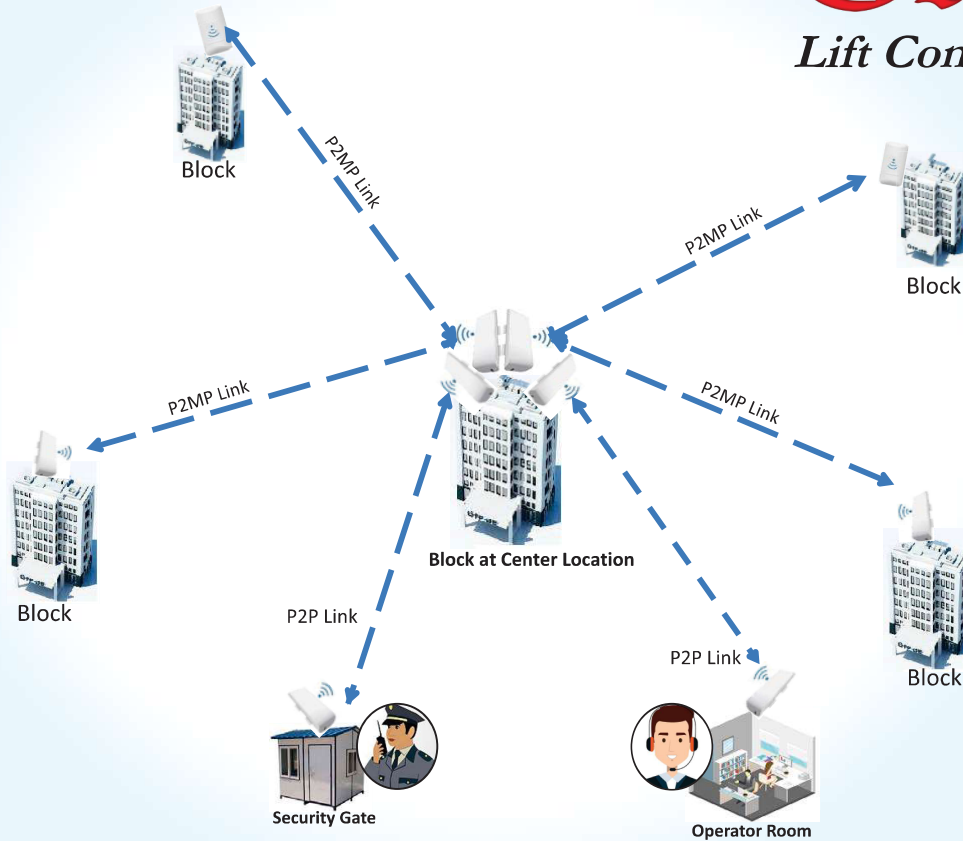 Lift Con
Block
P2MP Link
P2MP Link
Block
P2MP Link
P2MP Link
Block at Center Location
Block
P2P Link
P2P Link
Block
Security Gate
Operator Room